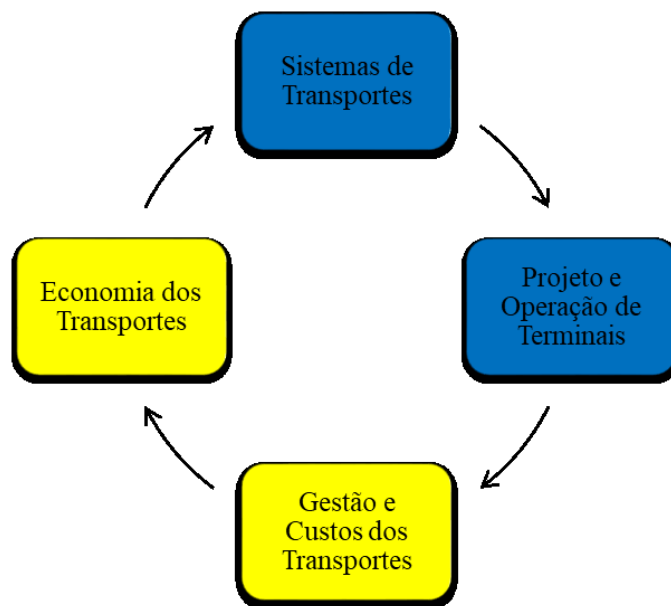 Sistemas de
Transportes
Projeto e
Operação de
Terminais
Gestão e
Custos dos
Transportes
Economia dos
Transportes